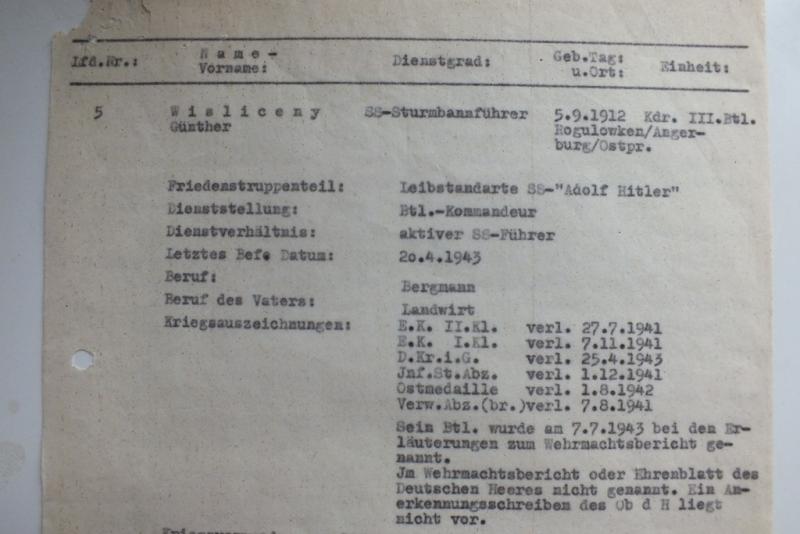 Lfd.Nr.: Name- Vorname: Dienstgrad: Geb.Tag: u.Ort: Einheit:
5 Wisliceny SS-Sturmbannführer 5.9.1912 Kdr. III.Btl.
Günther Rogulowken/Anger-
burg/Ostpr.
Friedenstruppenteil: Leibstandarte SS-"Adolf Hitler"
Dienststellung: Btl.-Kommandeur
Dienstverhältnis: aktiver SS-Führer
Letztes Bef. Datum: 20.4.1943
Beruf: Bergmann
Beruf des Vaters: Landwirt
Kriegsauszeichnungen: E.K. II.Kl. verl. 27.7.1941
E.K. I.Kl. verl. 7.11.1941
D.Kr.i.G. verl. 25.4.1943
Jnf.St.Abz. verl. 1.12.1941
Ostmedaille verl. 1.8.1942
Verw.Abz.(br.)verl. 7.8.1941
Sein Btl. wurde am 7.7.1943 bei den Er-
läuterungen zum Wehrmachtsbericht ge-
nannt.
Jm Wehrmachtsbericht oder Ehrenblatt des
Deutschen Heeres nicht genannt. Ein An-
erkennungsschreiben des Ob d H liegt
nicht vor.